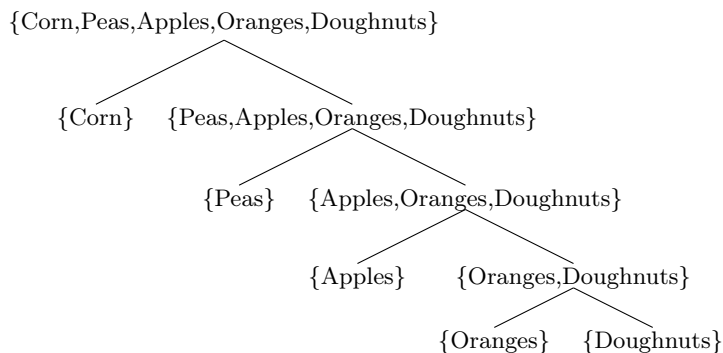 {Corn,Peas,Apples,Oranges,Doughnuts}
{Corn} {Peas,Apples,Oranges,Doughnuts}
{Peas} {Apples,Oranges,Doughnuts}
{Apples} {Oranges,Doughnuts}
{Oranges} {Doughnuts}